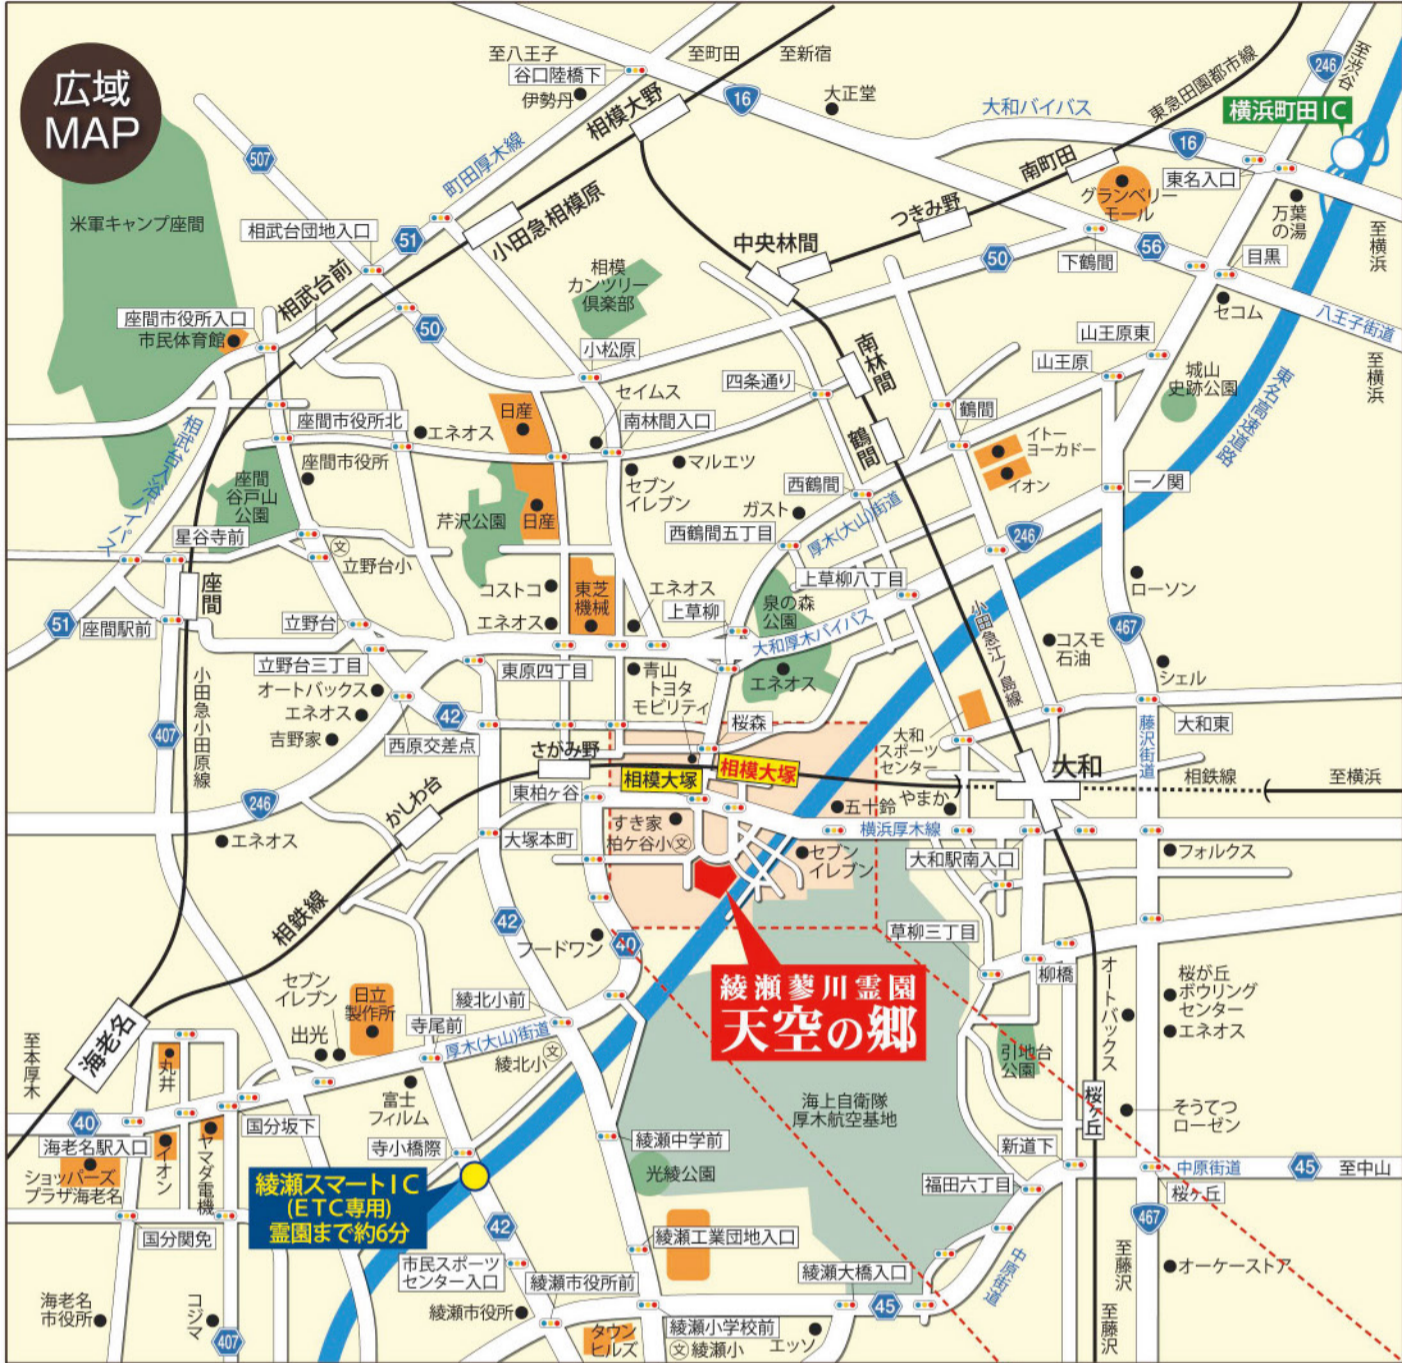 広域
MAP
至八王子
至町田
至新宿
谷口陸橋下
伊勢丹
相模大野
16
大正堂
大和バイパス
東急田園都市線
246
至渋谷
横浜町田IC
16
507
町田厚木線
南町田
東名入口
グランベリー
モール
万葉
の湯
至横浜
米軍キャンプ座間
相武台団地入口
51
小田急相模原
つきみ野
中央林間
50
56
下鶴間
目黒
相模
カンツリー
倶楽部
相武台前
セコム
八王子街道
座間市役所入口
市民体育館
50
小松原
南林間
山王原東
山王原
至横浜
四条通り
城山
史跡公園
東名高速道路
セイムス
日産
鶴間
座間市役所北
エネオス
南林間入口
鶴間
イトー
ヨーカドー
座間市役所
マルエツ
セブン
イレブン
イオン
一ノ関
座間
谷戸山
公園
西鶴間
ガスト
芹沢公園
日産
星谷寺前
西鶴間五丁目
厚木(大山)街道
246
文
立野台小
上草柳八丁目
座間
コストコ
東芝
機械
エネオス
泉の森
公園
ローソン
エネオス
上草柳
51
座間駅前
立野台
大和厚木バイパス
小田急江ノ島線
コスモ
石油
467
立野台三丁目
東原四丁目
青山
トヨタ
モビリティ
エネオス
シェル
小田急小田原線
オートバックス
エネオス
吉野家
42
西原交差点
桜森
大和
スポーツ
センター
大和東
藤沢街道
407
さがみ野
相模大塚
相模大塚
大和
相鉄線
至横浜
246
かしわ台
東柏ヶ谷
五十鈴
やまか
エネオス
大塚本町
すき家
柏ケ谷小
文
横浜厚木線
セブン
イレブン
大和駅南入口
フォルクス
相鉄線
42
フードワン
40
草柳三丁目
柳橋
オートバックス
桜が丘
ボウリング
センター
エネオス
綾瀬蓼川霊園
天空の郷
セブン
イレブン
日立
製作所
綾北小前
出光
寺尾前
厚木(大山)街道
綾北小
文
引地台
公園
至本厚木
海老名
丸井
海上自衛隊
厚木航空基地
富士
フィルム
桜ヶ丘
そうてつ
ローゼン
40
国分坂下
海老名駅入口
ショッパーズ
プラザ海老名
イオン
ヤマダ電機
寺小橋際
綾瀬中学前
新道下
中原街道
45
至中山
光綾公園
福田六丁目
桜ヶ丘
綾瀬スマートIC
(ETC専用)
霊園まで約6分
467
42
国分関免
綾瀬工業団地入口
市民スポーツ
センター入口
綾瀬市役所前
綾瀬大橋入口
中原街道
至藤沢
オーケーストア
海老名
市役所
コジマ
407
綾瀬市役所
45
至藤沢
タウン
ヒルズ
綾瀬小学校前
文
綾瀬小
エッソ
相武台入谷バイパス